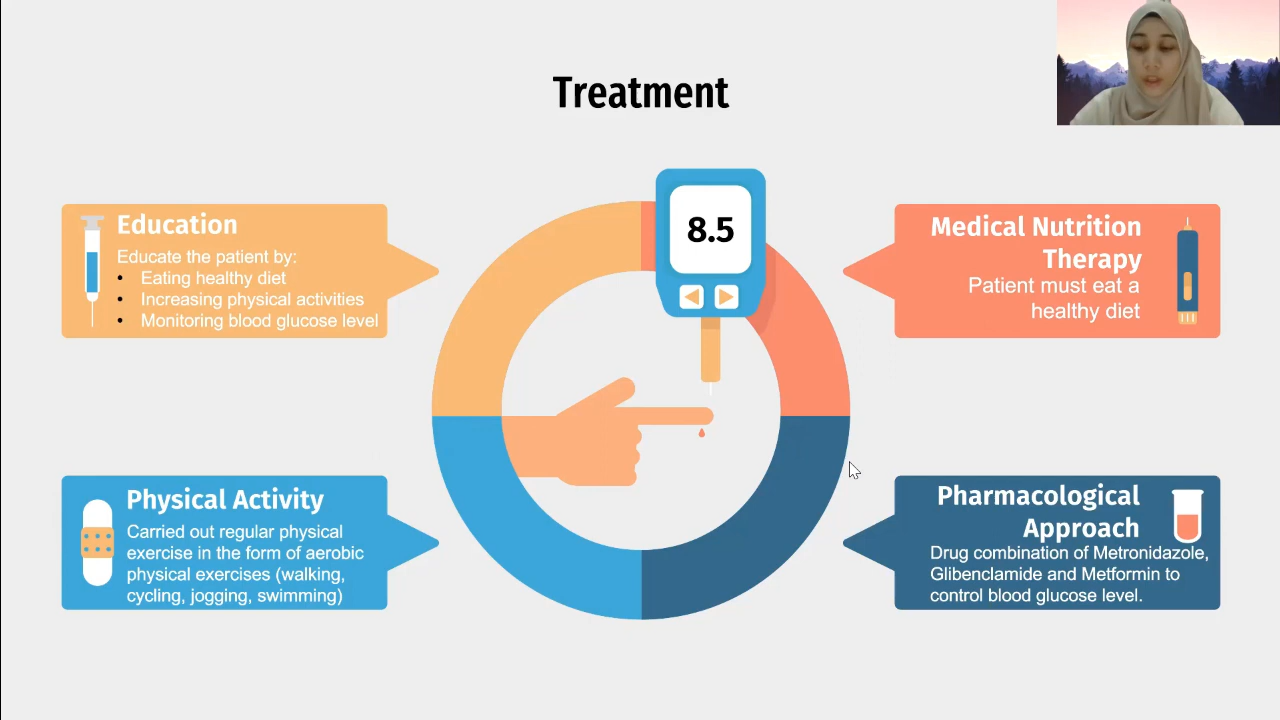 Treatment
8.5
Education
Educate the patient by:
• Eating healthy diet
• Increasing physical activities
• Monitoring blood glucose level
Medical Nutrition
Therapy
Patient must eat a
healthy diet
Physical Activity
Carried out regular physical
exercise in the form of aerobic
physical exercises (walking,
cycling, jogging, swimming)
Pharmacological
Approach
Drug combination of Metronidazole,
Glibenclamide and Metformin to
control blood glucose level.